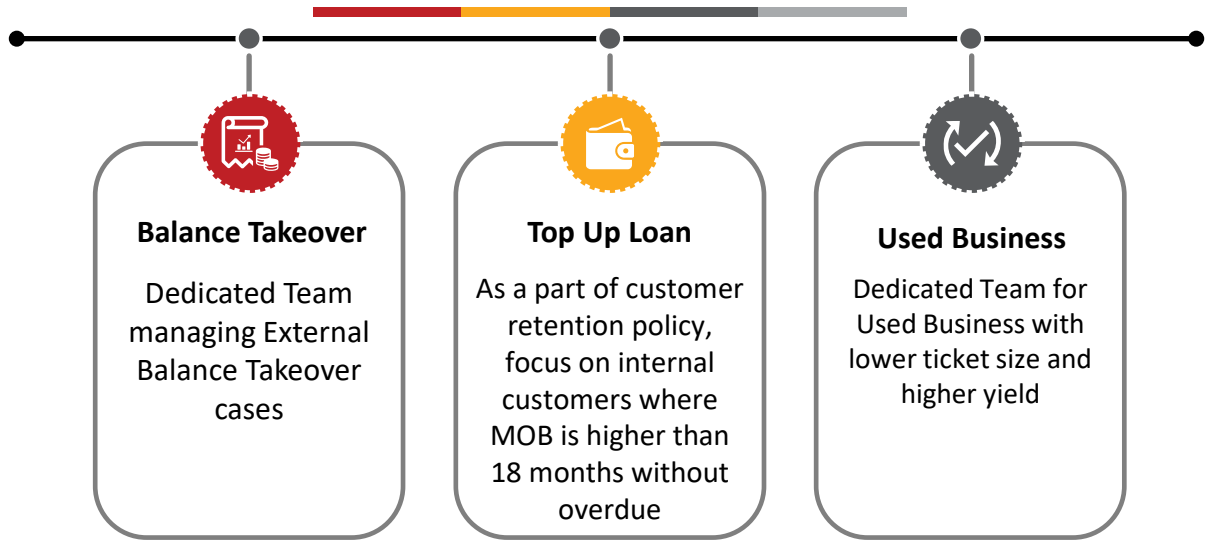 Balance Takeover
Dedicated Team
managing External
Balance Takeover
cases
Top Up Loan
As a part of customer
retention policy,
focus on internal
customers where
MOB is higher than
18 months without
overdue
Used Business
Dedicated Team for
Used Business with
lower ticket size and
higher yield